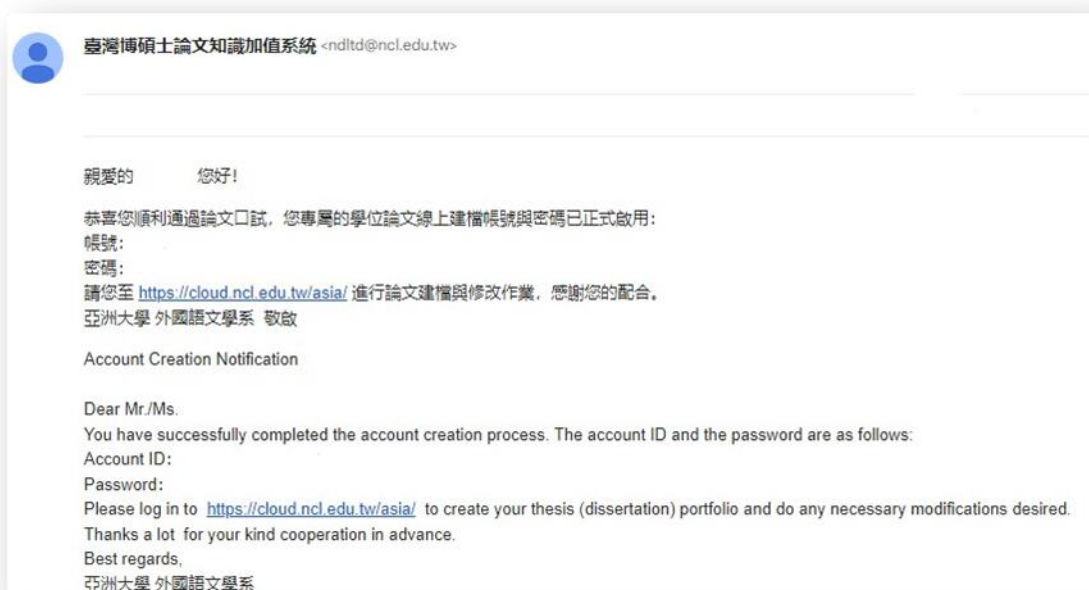 臺灣博碩士論文知識加值系統 <ndltd@ncl.edu.tw>
親愛的 您好!
恭喜您順利通過論文口試, 您專屬的學位論文線上建檔帳號與密碼已正式啟用:
帳號:
密碼:
請您至 https://cloud.ncl.edu.tw/asia/ 進行論文建檔與修改作業, 感謝您的配合。
亞洲大學 外國語文學系 敬啟
Account Creation Notification
Dear Mr./Ms.
You have successfully completed the account creation process. The account ID and the password are as follows:
Account ID:
Password:
Please log in to https://cloud.ncl.edu.tw/asia/ to create your thesis (dissertation) portfolio and do any necessary modifications desired.
Thanks a lot for your kind cooperation in advance.
Best regards,
亞洲大學 外國語文學系